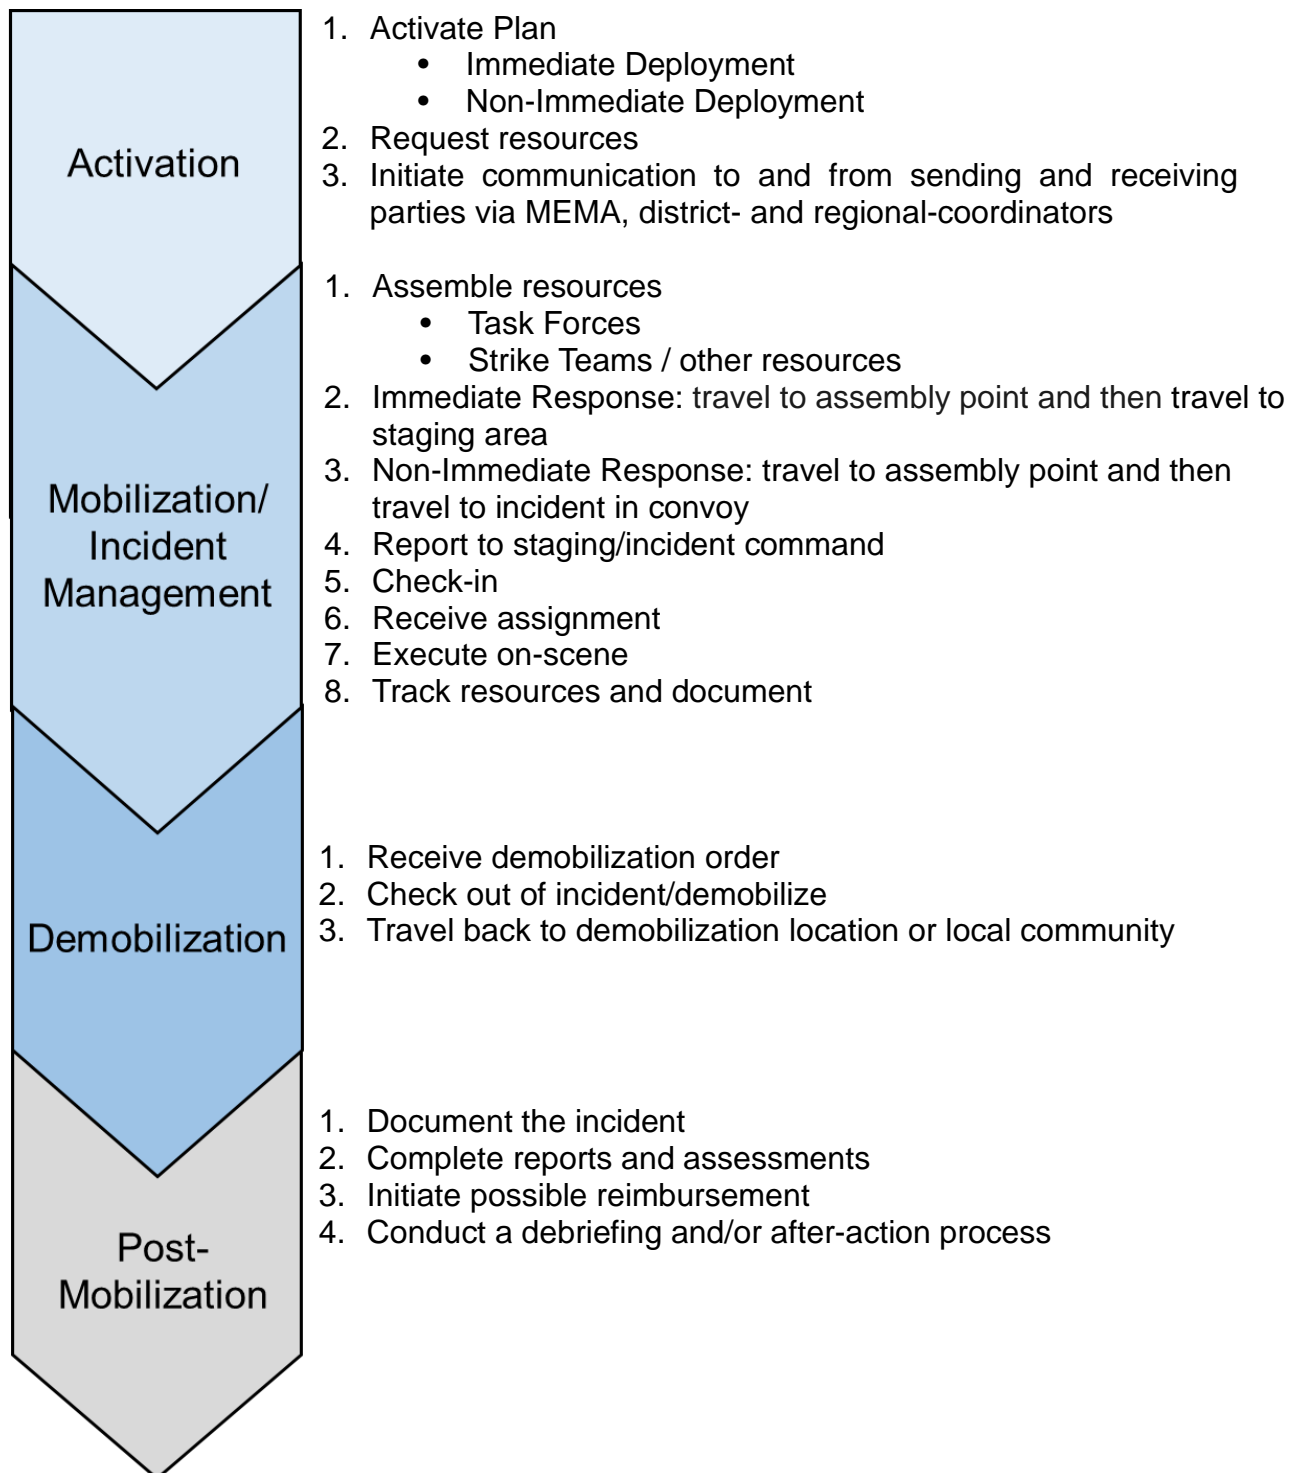 Activation
1. Activate Plan
• Immediate Deployment
• Non-Immediate Deployment
2. Request resources
3. Initiate communication to and from sending and receiving
parties via MEMA, district- and regional-coordinators
Mobilization/
Incident
Management
1. Assemble resources
• Task Forces
• Strike Teams / other resources
2. Immediate Response: travel to assembly point and then travel to
staging area
3. Non-Immediate Response: travel to assembly point and then
travel to incident in convoy
4. Report to staging/incident command
5. Check-in
6. Receive assignment
7. Execute on-scene
8. Track resources and document
Demobilization
1. Receive demobilization order
2. Check out of incident/demobilize
3. Travel back to demobilization location or local community
Post-
Mobilization
1. Document the incident
2. Complete reports and assessments
3. Initiate possible reimbursement
4. Conduct a debriefing and/or after-action process